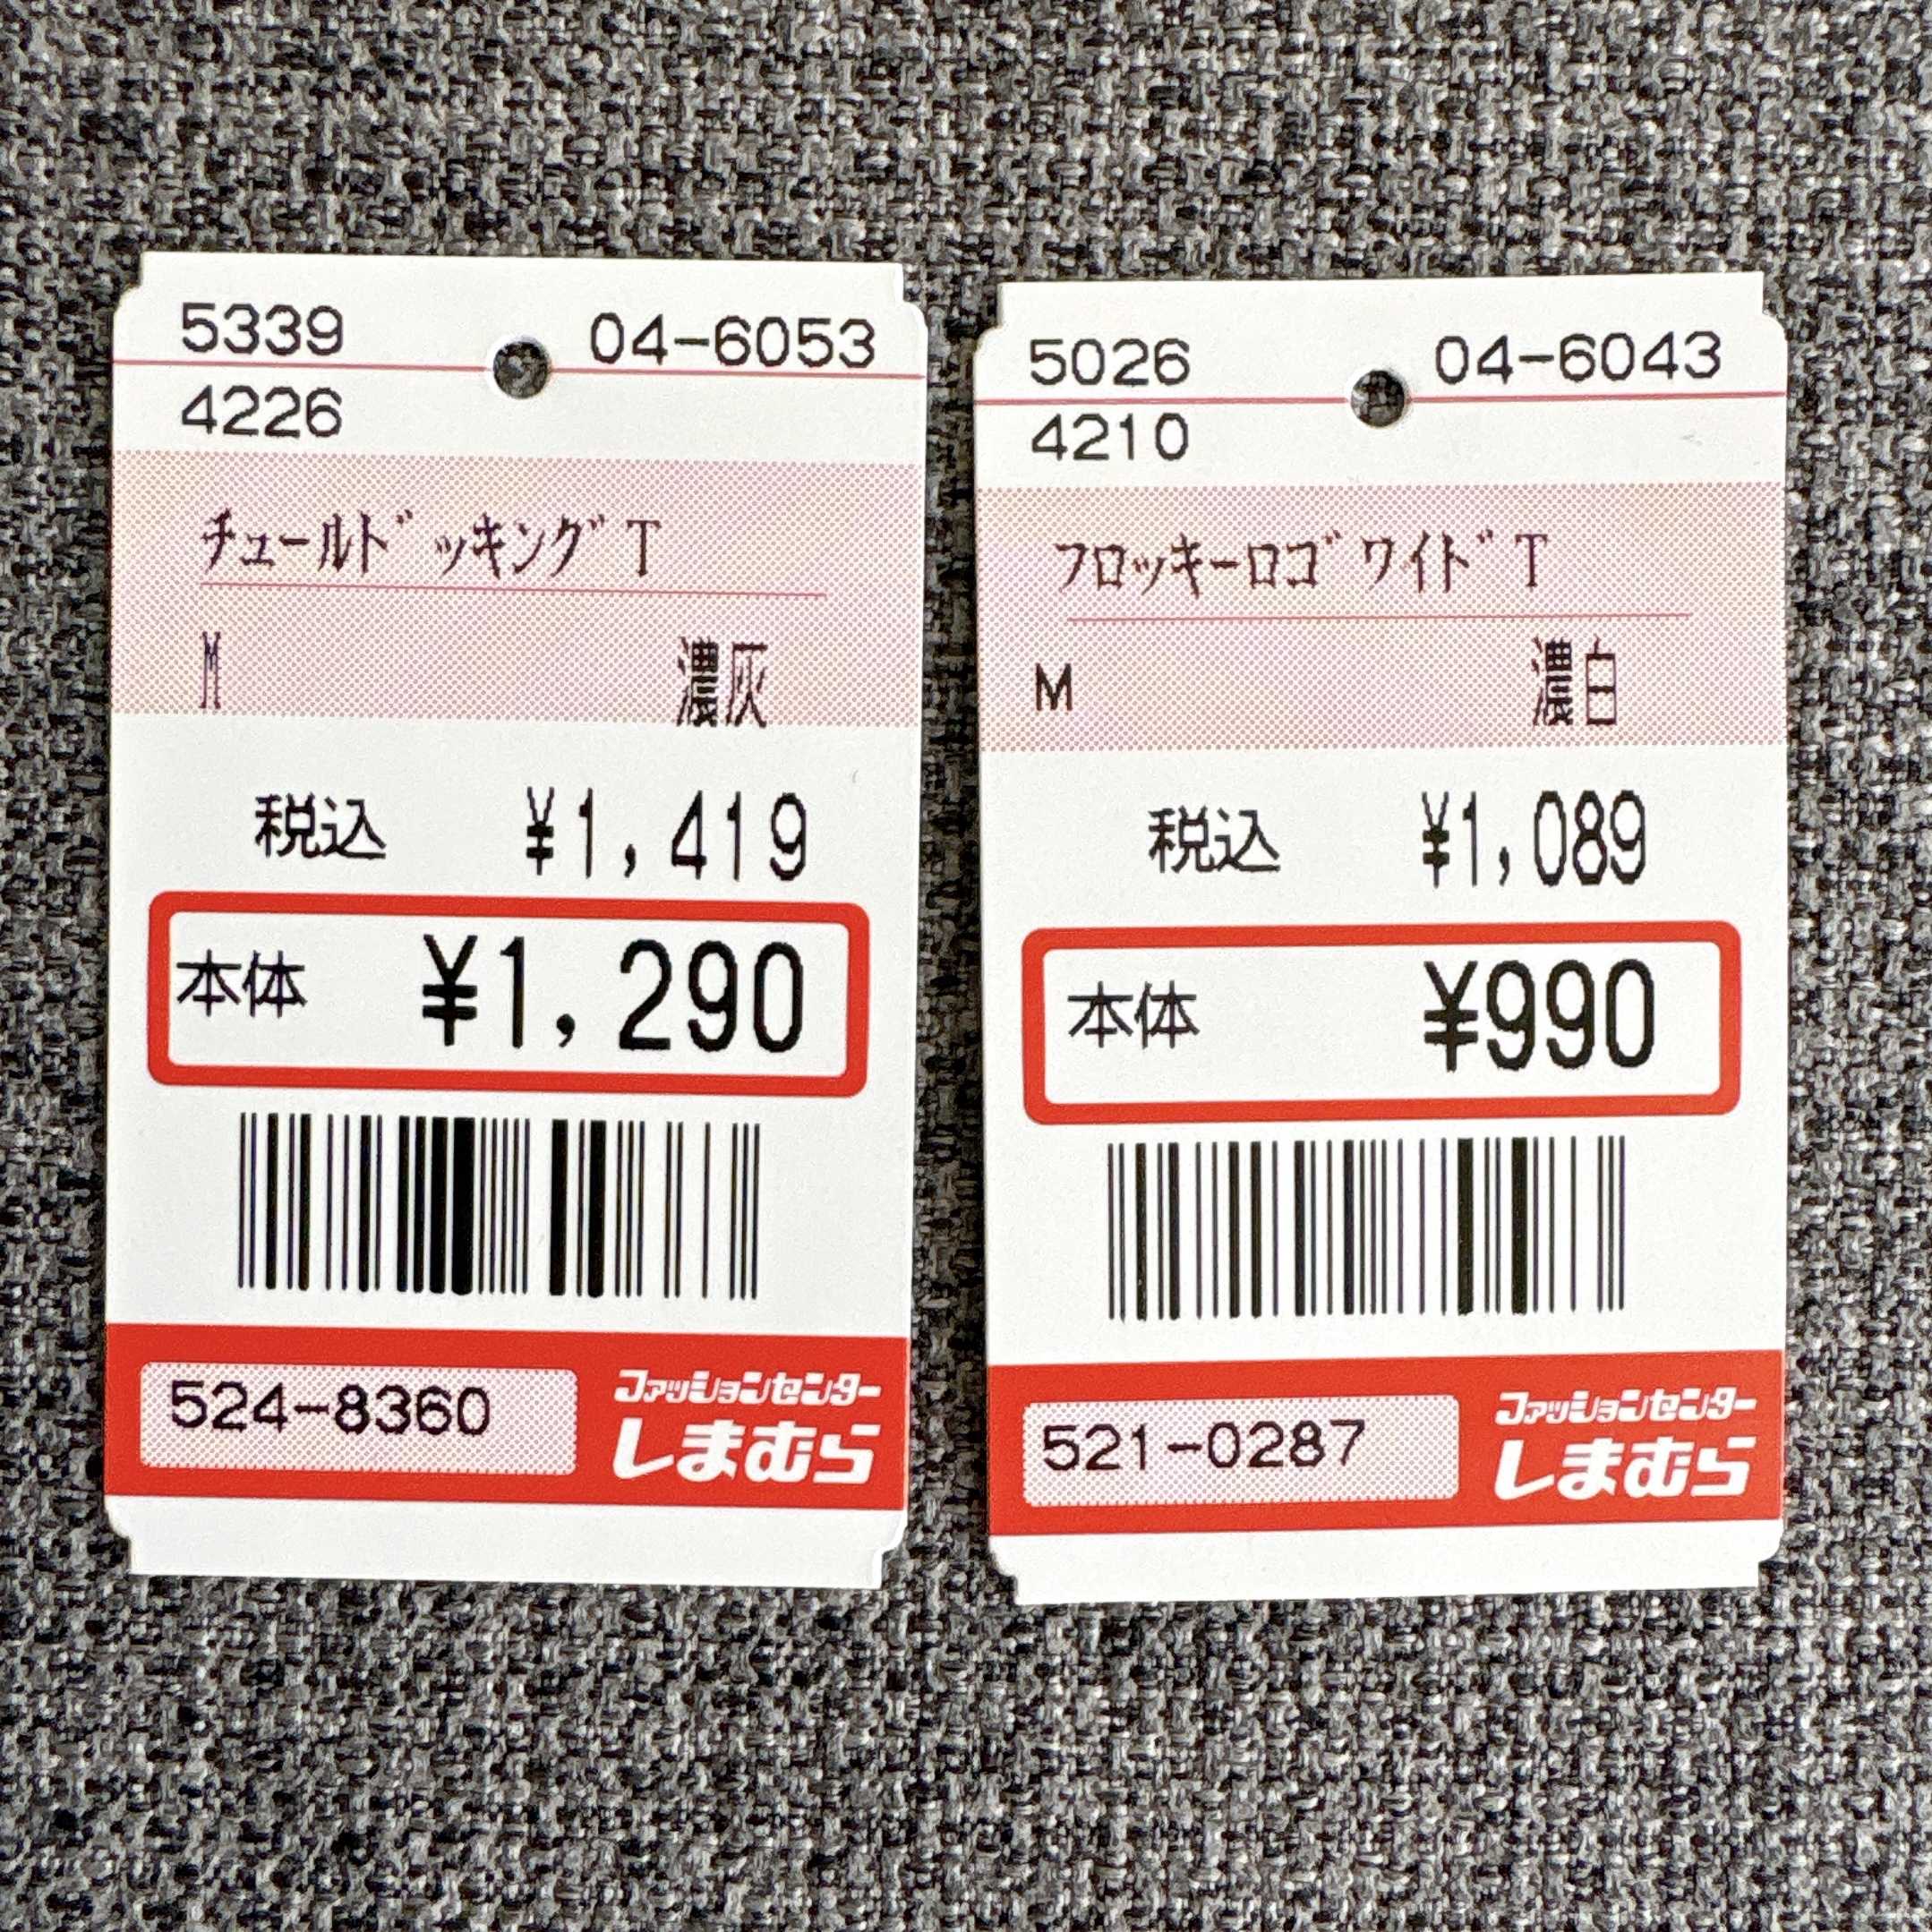 5339 04-6053
4226
チュールドッキングT
M 濃灰
税込 ¥1,419
本体 ¥1,290
524-8360
ファッションセンター
しまむら
5026 04-6043
4210
フロッキーロゴワイドT
M 濃白
税込 ¥1,089
本体 ¥990
521-0287
ファッションセンター
しまむら